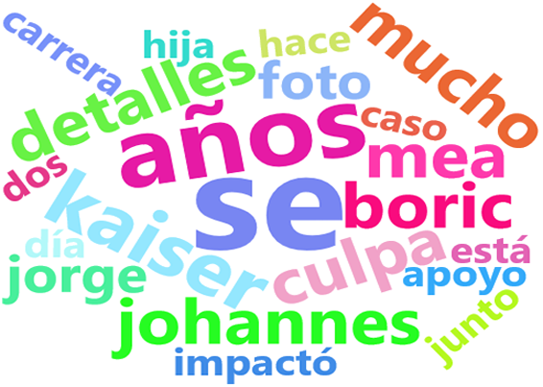 carrera
hija
hace
mucho
detalles
foto
años
caso
dos
mea
kaiser
se
boric
día
culpa
está
jorge
apoyo
johannes
junto
impactó